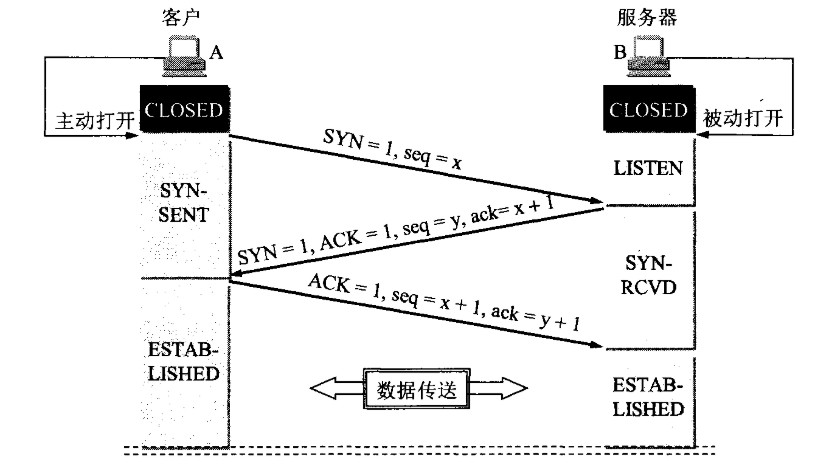 客户
服务器
A
B
CLOSED
CLOSED
主动打开
被动打开
SYN = 1, seq = x
LISTEN
SYN-
SENT
SYN = 1, ACK = 1, seq = y, ack= x + 1
SYN-
RCVD
ACK = 1, seq = x + 1, ack = y + 1
ESTAB-
LISHED
数据传送
ESTAB-
LISHED